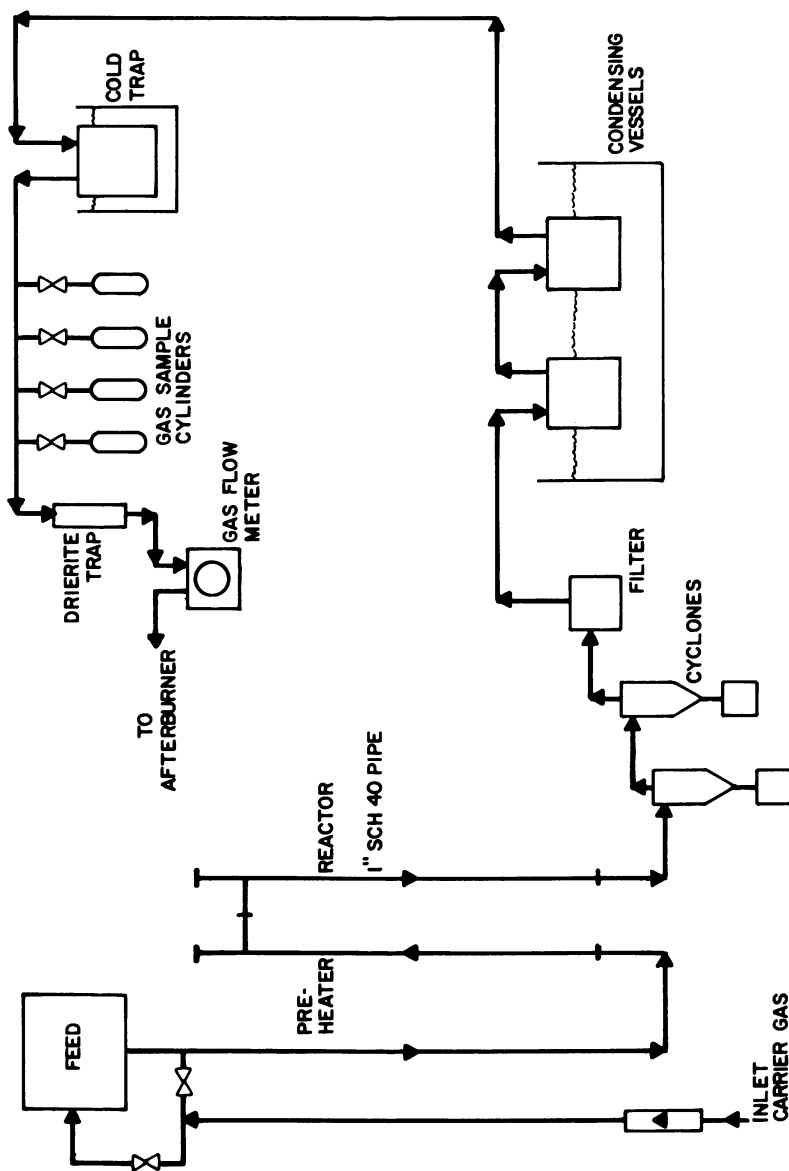 FEED
INLET
CARRIER GAS
PRE-
HEATER
REACTOR
1" SCH 40 PIPE
CYCLONES
FILTER
CONDENSING
VESSELS
COLD
TRAP
GAS SAMPLE
CYLINDERS
DRIERITE
TRAP
GAS FLOW
METER
TO
AFTERBURNER